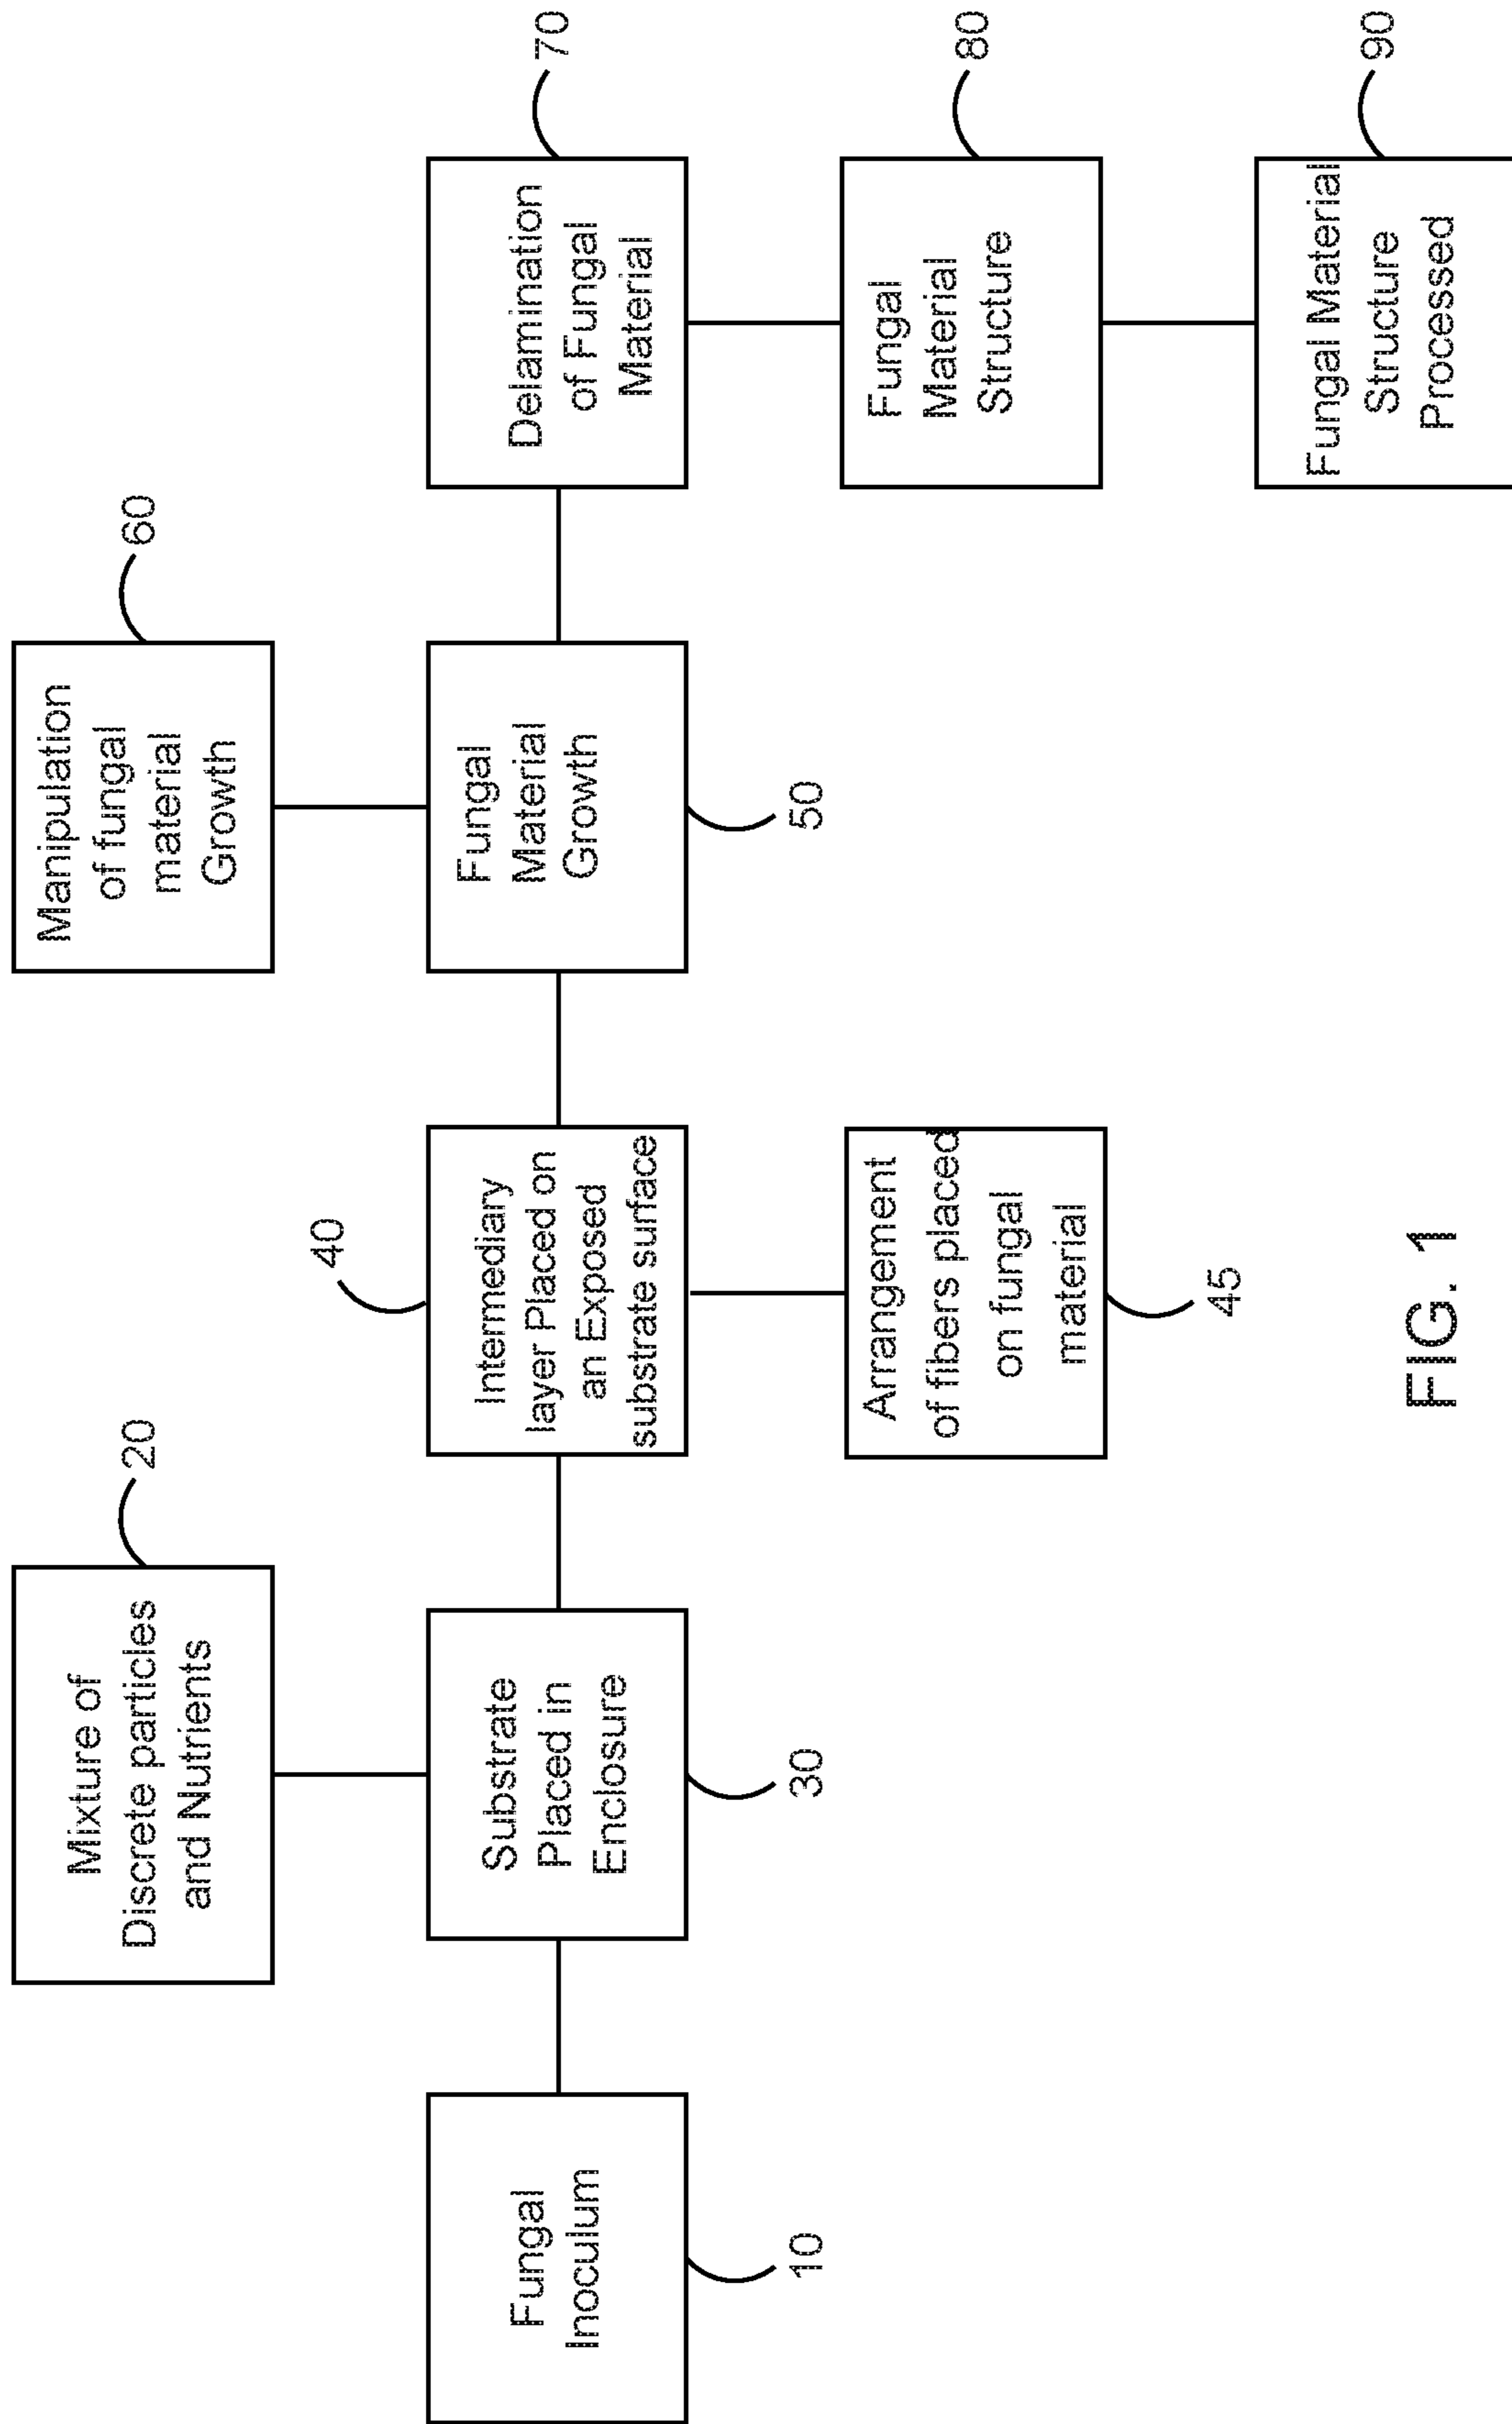 Mixture of
Discrete particles
and Nutrients
20
Manipulation
of fungal
material
Growth
60
Fungal
Inoculum
10
Substrate
Placed in
Enclosure
30
40
Intermediary
layer Placed on
an Exposed
substrate surface
Fungal
Material
Growth
50
Delamination
of Fungal
Material
70
Arrangement
of fibers placed
on fungal
material
45
Fungal
Material
Structure
80
Fungal Material
Structure
Processed
90
FIG. 1